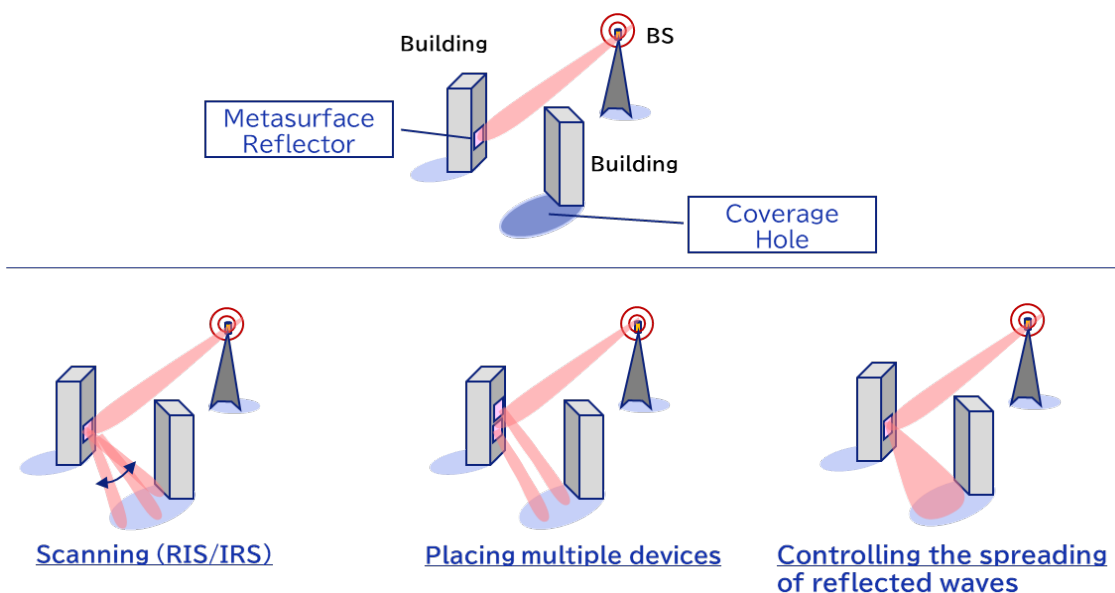 Building
BS
Metasurface
Reflector
Building
Coverage
Hole
Scanning (RIS/IRS)
Placing multiple devices
Controlling the spreading
of reflected waves